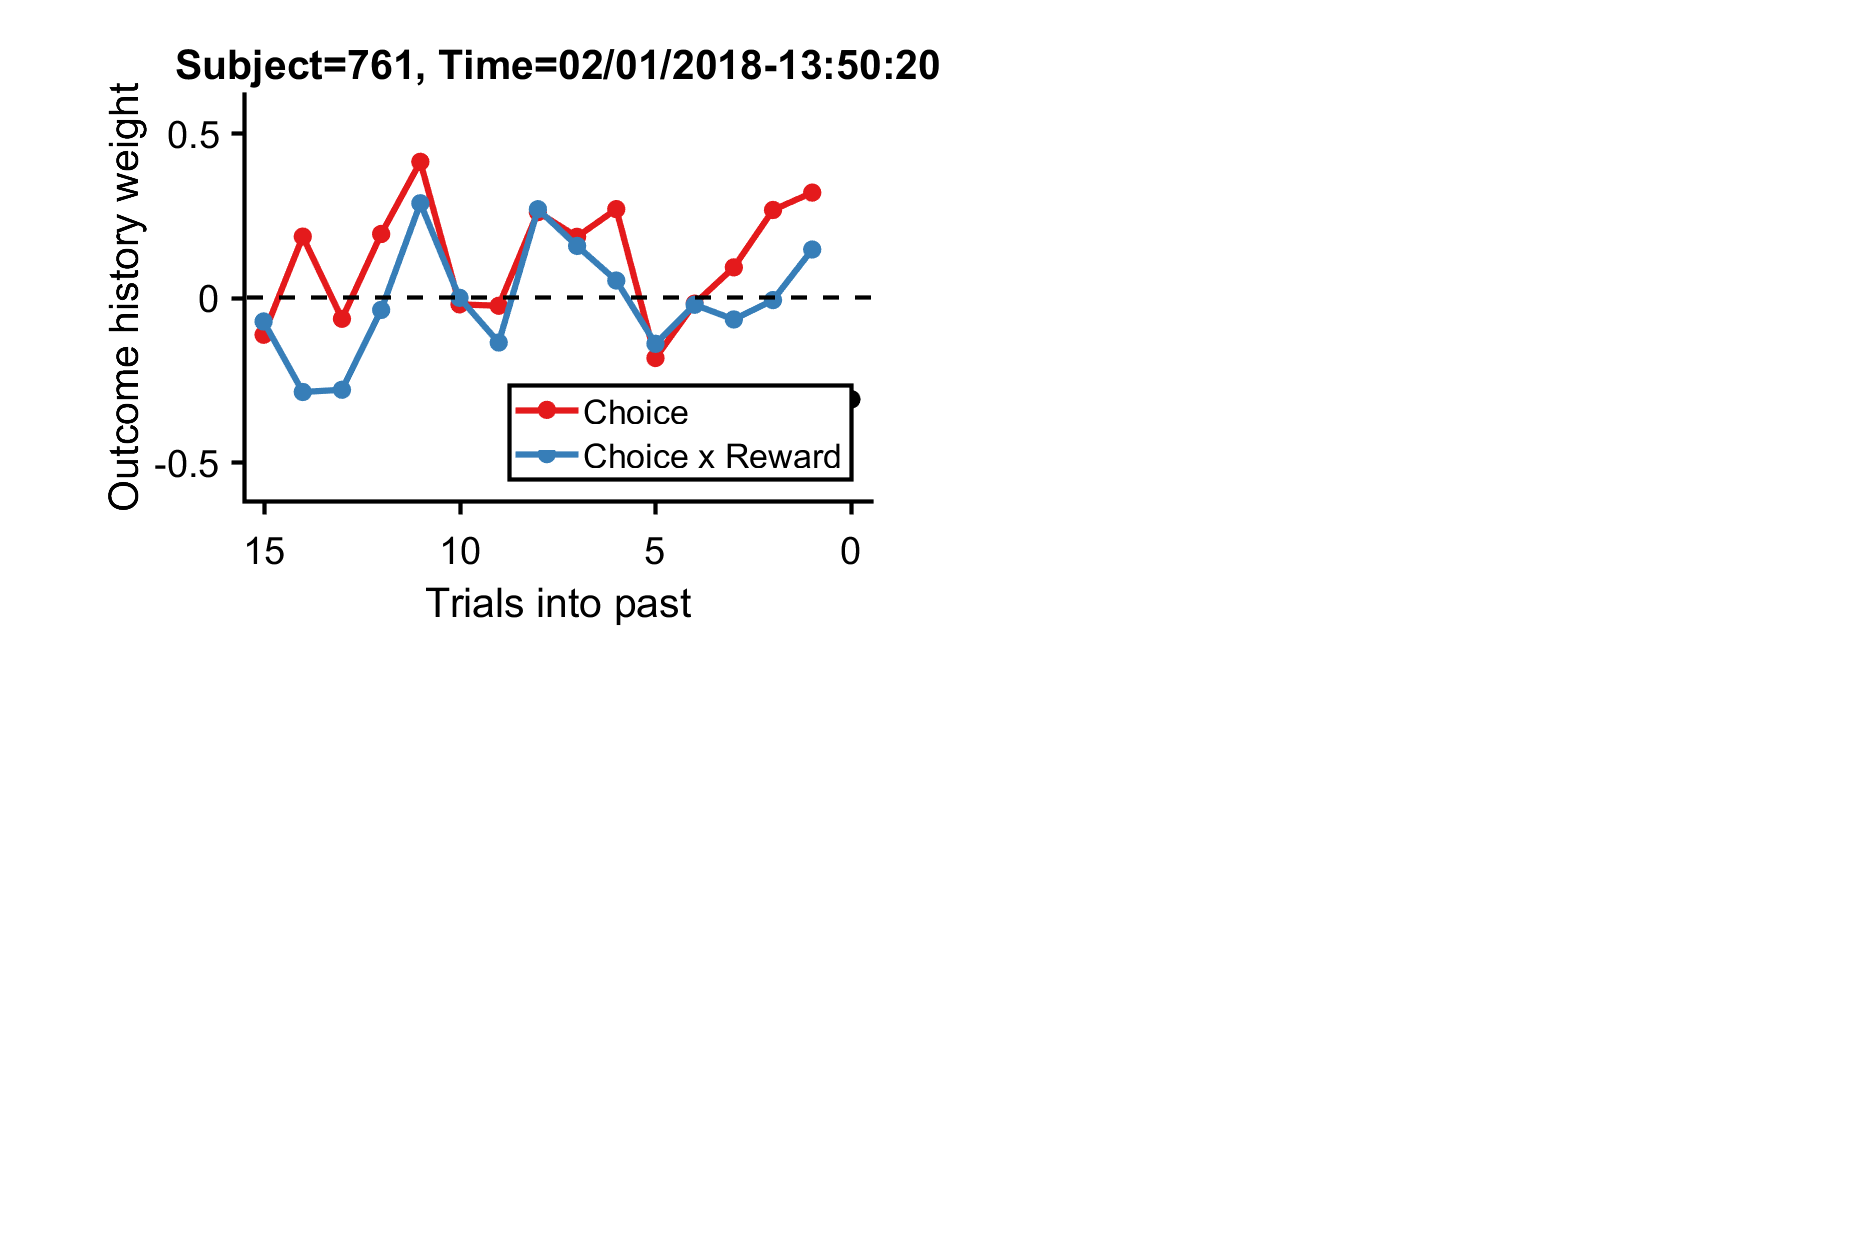 Subject=761, Time=02/01/2018-13:50:20
Outcome history weight
0.5
0
-0.5
Choice
Choice x Reward
15 10 5 0
Trials into past